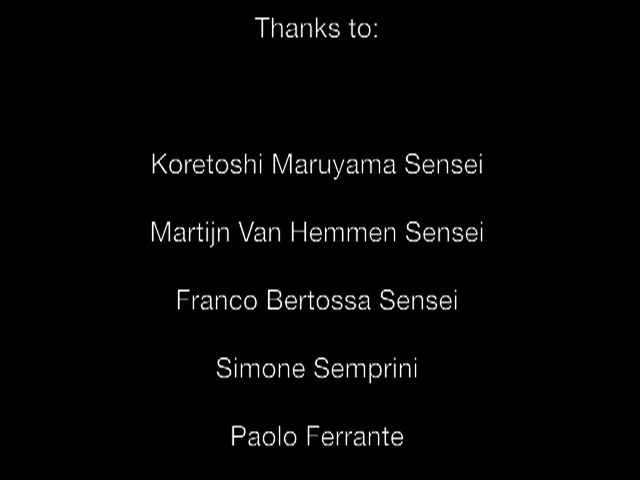 Thanks to:
Koretoshi Maruyama Sensei
Martijn Van Hemmen Sensei
Franco Bertossa Sensei
Simone Semprini
Paolo Ferrante